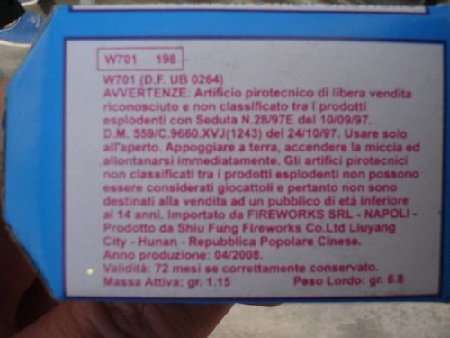 W701 198
W701 (D.F. UB 0264)
AVVERTENZE: Artificio pirotecnico di libera vendita
riconosciuto e non classificato tra i prodotti
esplodenti con Seduta N.28/97E del 10/09/97.
D.M. 559/C.9660.XVJ(1243) del 24/10/97. Usare solo
all'aperto. Appoggiare a terra, accendere la miccia ed
allontanarsi immediatamente. Gli artifici pirotecnici
non classificati tra i prodotti esplodenti non possono
essere considerati giocattoli e pertanto non sono
destinati alla vendita ad un pubblico di età inferiore
ai 14 anni. Importato da FIREWORKS SRL - NAPOLI -
Prodotto da Shiu Fung Fireworks Co.Ltd Liuyang
City - Hunan - Repubblica Popolare Cinese.
Anno produzione: 04/2008.
Validità: 72 mesi se correttamente conservato.
Massa Attiva: gr. 1.15 Peso Lordo: gr. 6.8